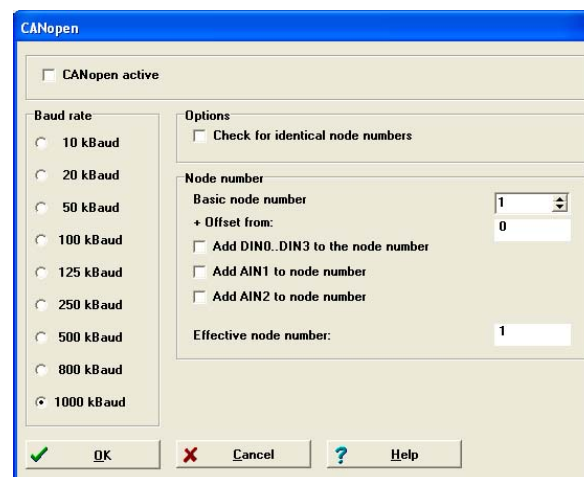 CANopen
CANopen active
Baud rate
10 kBaud
20 kBaud
50 kBaud
100 kBaud
125 kBaud
250 kBaud
500 kBaud
800 kBaud
1000 kBaud
Options
Check for identical node numbers
Node number
Basic node number 1
+ Offset from: 0
Add DIN0..DIN3 to the node number
Add AIN1 to node number
Add AIN2 to node number
Effective node number: 1
OK Cancel ? Help